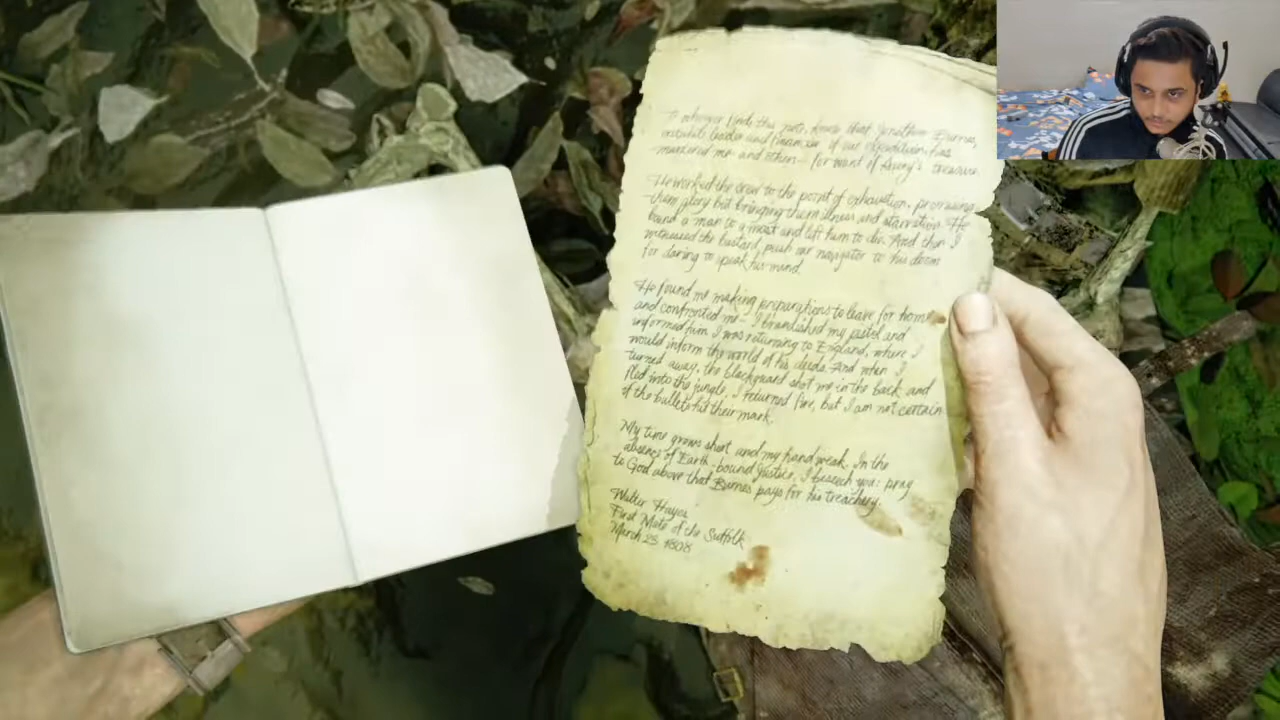 To whoever finds this note, know that Jonathan Burnes,
leader and financier of our expedition, has
murdered me - and others - for want of Avery's treasure.
He worked the crew to the point of exhaustion, promising
them glory but bringing them illness and starvation. He
bound a man to a mast and left him to die. And then I
witnessed the bastard push our navigator to his doom
for daring to speak his mind.
He found me making preparations to leave for home
and confronted me - I brandished my pistol and
informed him I was returning to England, where I
would inform the world of his deeds. And when I
turned away, the blackguard shot me in the back and
fled into the jungle. I returned fire, but I am not certain
if the bullets hit their mark.
My time grows short and my hand weak. In the
absence of Earth-bound justice, I beseech you: pray
to God above that Burnes pays for his treachery.
Walter Hayes
First Mate of the Suffolk
March 23 1808